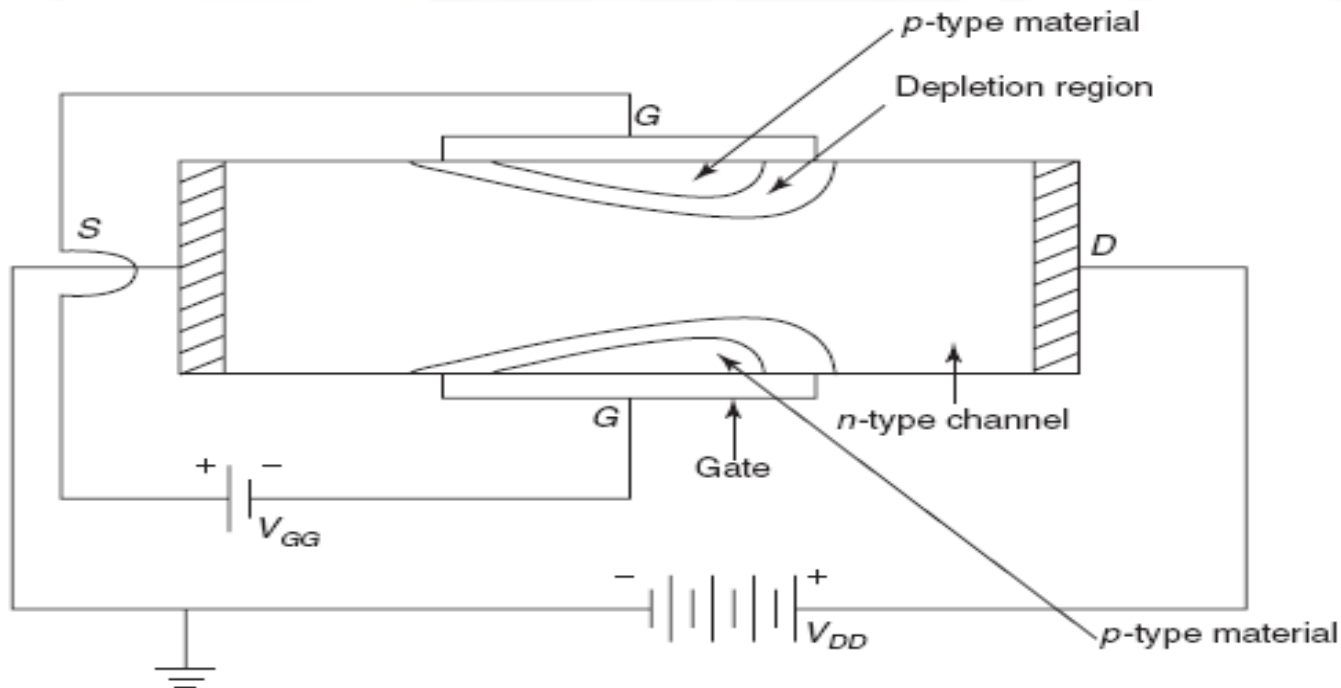 p-type material
Depletion region
G
S
D
G
n-type channel
Gate
+ −
V_GG
− +
V_DD
p-type material